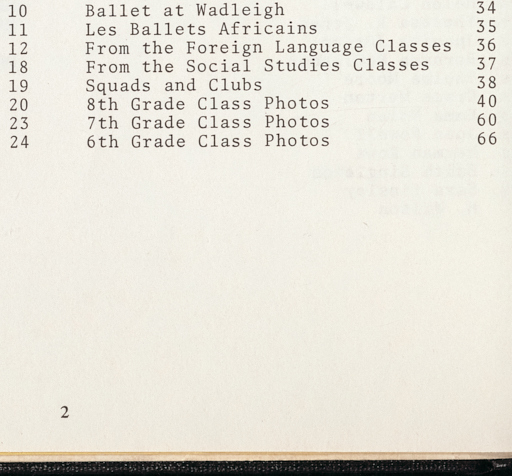 10 Ballet at Wadleigh 34
11 Les Ballets Africains 35
12 From the Foreign Language Classes 36
18 From the Social Studies Classes 37
19 Squads and Clubs 38
20 8th Grade Class Photos 40
23 7th Grade Class Photos 60
24 6th Grade Class Photos 66
2